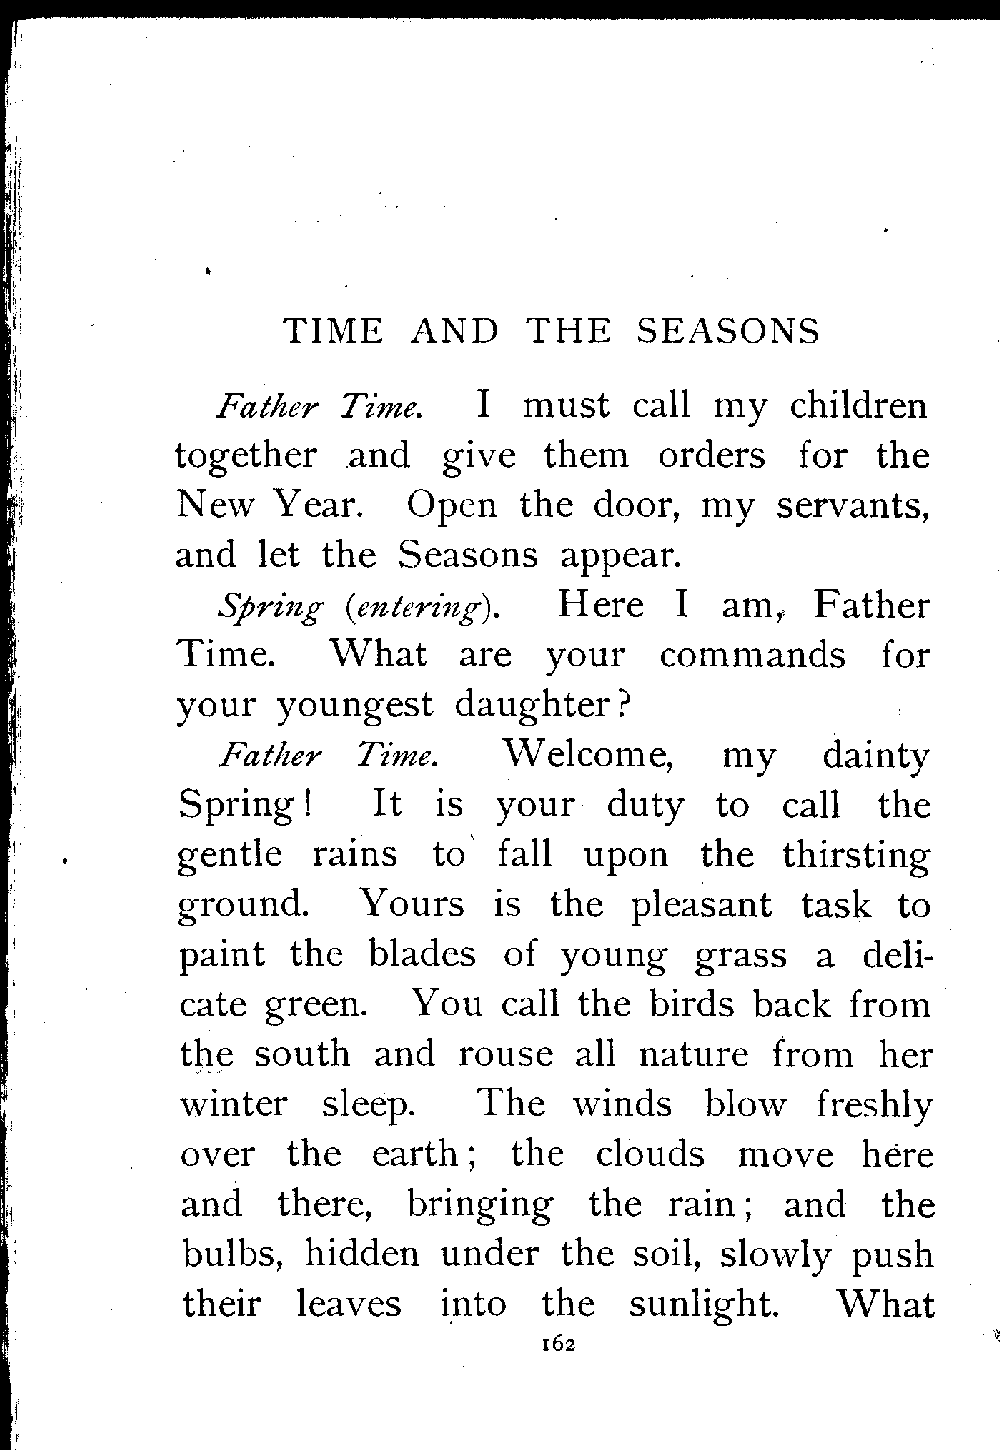 TIME AND THE SEASONS
Father Time. I must call my children
together and give them orders for the
New Year. Open the door, my servants,
and let the Seasons appear.
Spring (entering). Here I am, Father
Time. What are your commands for
your youngest daughter?
Father Time. Welcome, my dainty
Spring! It is your duty to call the
gentle rains to fall upon the thirsting
ground. Yours is the pleasant task to
paint the blades of young grass a deli-
cate green. You call the birds back from
the south and rouse all nature from her
winter sleep. The winds blow freshly
over the earth; the clouds move here
and there, bringing the rain; and the
bulbs, hidden under the soil, slowly push
their leaves into the sunlight. What
162